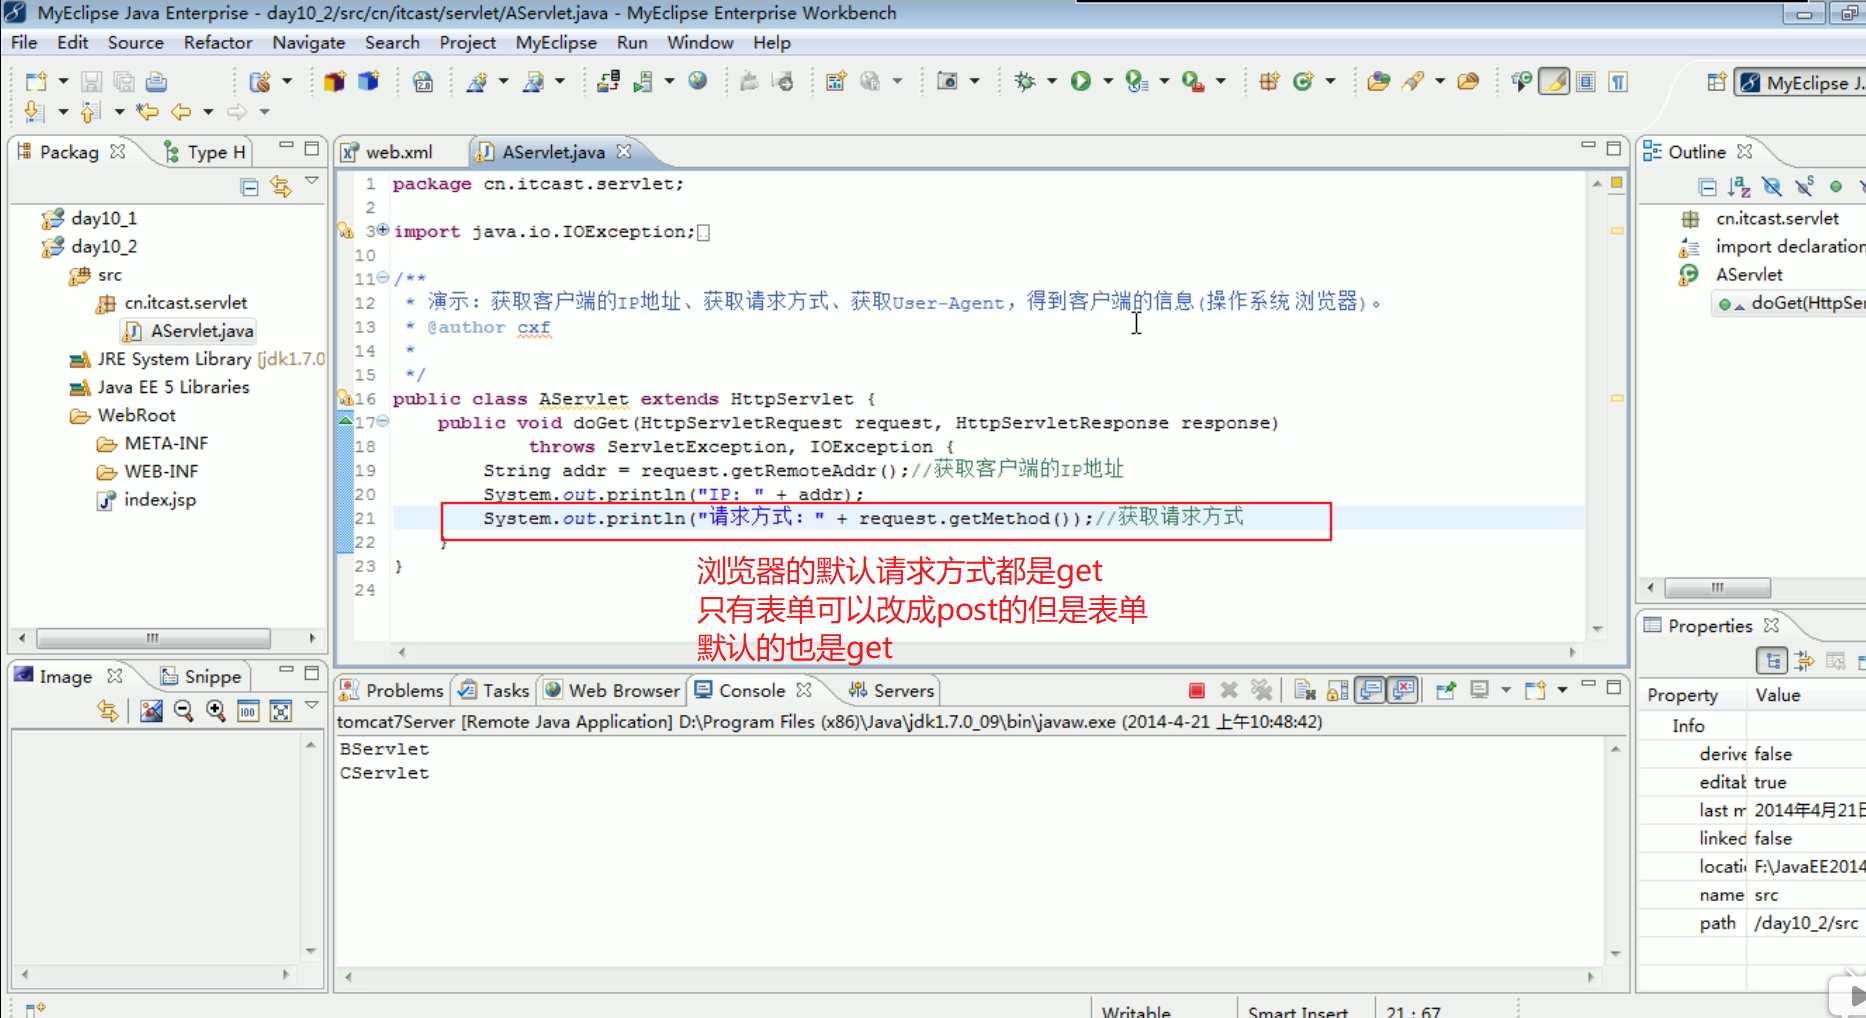 MyEclipse Java Enterprise - day10_2/src/cn/itcast/servlet/AServlet.java - MyEclipse Enterprise Workbench
File Edit Source Refactor Navigate Search Project MyEclipse Run Window Help
MyEclipse J
Packag Type H
day10_1
day10_2
src
cn.itcast.servlet
AServlet.java
JRE System Library [jdk1.7.0
Java EE 5 Libraries
WebRoot
META-INF
WEB-INF
index.jsp
web.xml AServlet.java
1 package cn.itcast.servlet;
2
3 import java.io.IOException;
10
11 /**
12 * 演示：获取客户端的IP地址、获取请求方式、获取User-Agent，得到客户端的信息(操作系统 浏览器)。
13 * @author cxf
14 *
15 */
16 public class AServlet extends HttpServlet {
17 public void doGet(HttpServletRequest request, HttpServletResponse response)
18 throws ServletException, IOException {
19 String addr = request.getRemoteAddr();//获取客户端的IP地址
20 System.out.println("IP: " + addr);
21 System.out.println("请求方式：" + request.getMethod());//获取请求方式
22 }
23 }
24
浏览器的默认请求方式都是get
只有表单可以改成post的但是表单
默认的也是get
Outline
cn.itcast.servlet
import declaration
AServlet
doGet(HttpSer
Image Snippe
100
Problems Tasks Web Browser Console Servers
tomcat7Server [Remote Java Application] D:\Program Files (x86)\Java\jdk1.7.0_09\bin\javaw.exe (2014-4-21 上午10:48:42)
BServlet
CServlet
Properties
Property Value
Info
derive false
editab true
last m 2014年4月21日
linked false
locatio F:\JavaEE2014
name src
path /day10_2/src
Writable Smart Insert 21 : 67